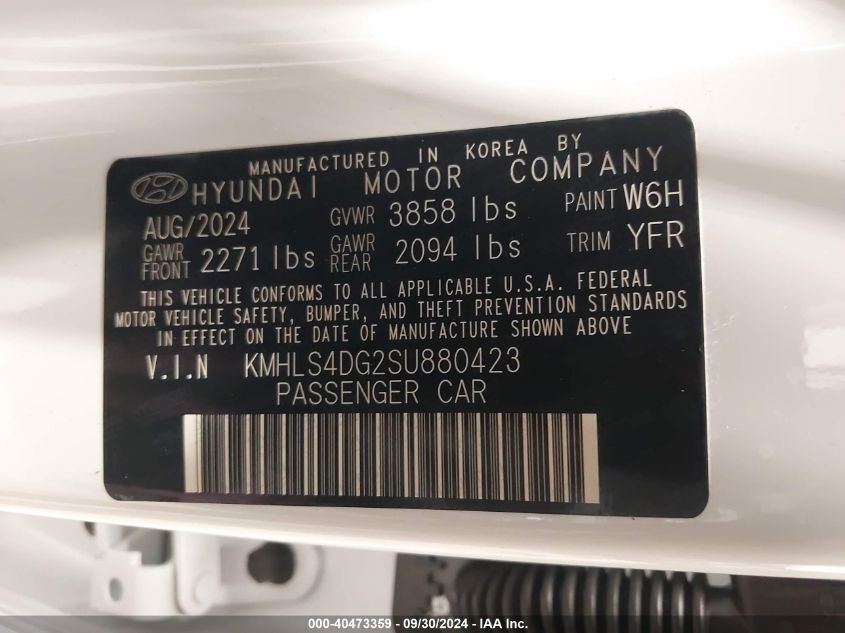 MANUFACTURED IN KOREA BY
HYUNDAI MOTOR COMPANY
AUG/2024 GVWR 3858 lbs PAINT W6H
GAWR FRONT 2271 lbs GAWR REAR 2094 lbs TRIM YFR
THIS VEHICLE CONFORMS TO ALL APPLICABLE U.S.A. FEDERAL
MOTOR VEHICLE SAFETY, BUMPER, AND THEFT PREVENTION STANDARDS
IN EFFECT ON THE DATE OF MANUFACTURE SHOWN ABOVE
V.I.N KMHLS4DG2SU880423
PASSENGER CAR
000-40473359 - 09/30/2024 - IAA Inc.